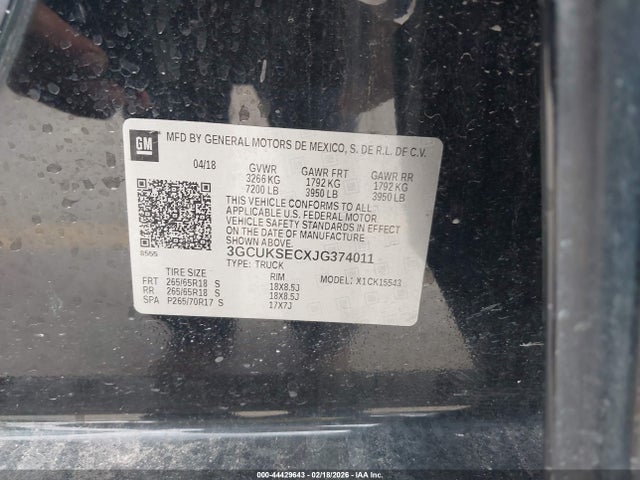 GM
MFD BY GENERAL MOTORS DE MEXICO, S. DE R.L. DE C.V.
04/18 GVWR GAWR FRT GAWR RR
3266 KG 1792 KG 1792 KG
7200 LB 3950 LB 3950 LB
THIS VEHICLE CONFORMS TO ALL
APPLICABLE U.S. FEDERAL MOTOR
VEHICLE SAFETY STANDARDS IN EFFECT
ON THE DATE OF MANUFACTURE
SHOWN ABOVE.
3GCUKSECXJG374011
TYPE: TRUCK MODEL: X1CK15543
TIRE SIZE RIM
FRT 265/65R18 S 18X8.5J
RR 265/65R18 S 18X8.5J
SPA P265/70R17 S 17X7J
000-44429643 - 02/18/2026 - IAA Inc.